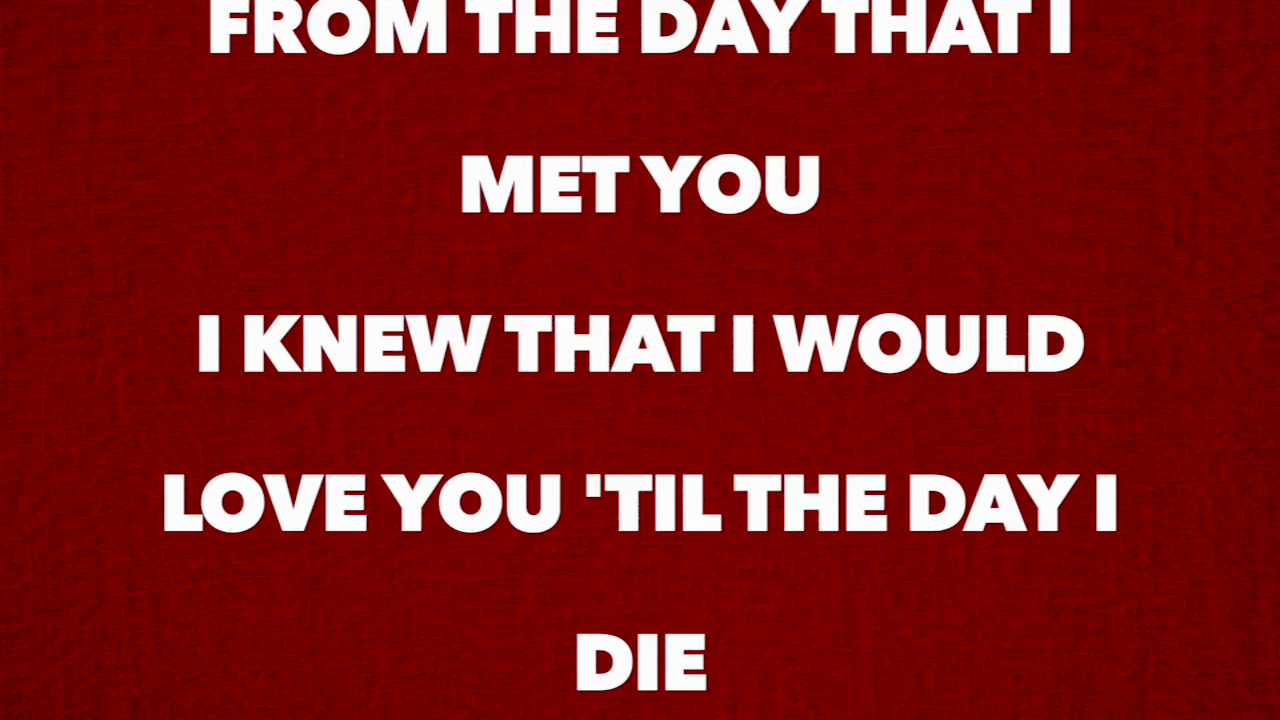 FROM THE DAY THAT I
MET YOU
I KNEW THAT I WOULD
LOVE YOU 'TIL THE DAY I
DIE